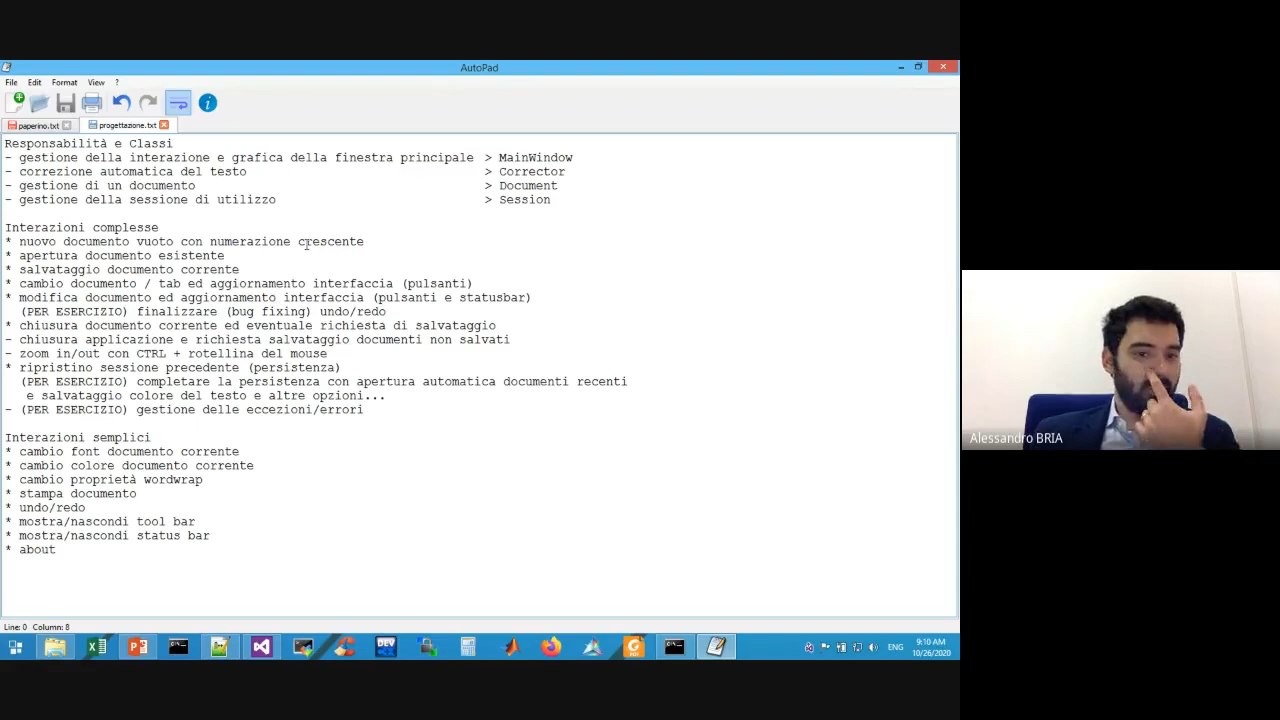 AutoPad
File Edit Format View ?
paperino.txt progettazione.txt
Responsabilità e Classi
- gestione della interazione e grafica della finestra principale > MainWindow
- correzione automatica del testo > Corrector
- gestione di un documento > Document
- gestione della sessione di utilizzo > Session
Interazioni complesse
* nuovo documento vuoto con numerazione crescente
* apertura documento esistente
* salvataggio documento corrente
* cambio documento / tab ed aggiornamento interfaccia (pulsanti)
* modifica documento ed aggiornamento interfaccia (pulsanti e statusbar)
(PER ESERCIZIO) finalizzare (bug fixing) undo/redo
* chiusura documento corrente ed eventuale richiesta di salvataggio
- chiusura applicazione e richiesta salvataggio documenti non salvati
- zoom in/out con CTRL + rotellina del mouse
* ripristino sessione precedente (persistenza)
(PER ESERCIZIO) completare la persistenza con apertura automatica documenti recenti
e salvataggio colore del testo e altre opzioni...
- (PER ESERCIZIO) gestione delle eccezioni/errori
Interazioni semplici
* cambio font documento corrente
* cambio colore documento corrente
* cambio proprietà wordwrap
* stampa documento
* undo/redo
* mostra/nascondi tool bar
* mostra/nascondi status bar
* about
Line: 0 Column: 8
DEV
ENG
9:10 AM
10/26/2020
Alessandro BRIA